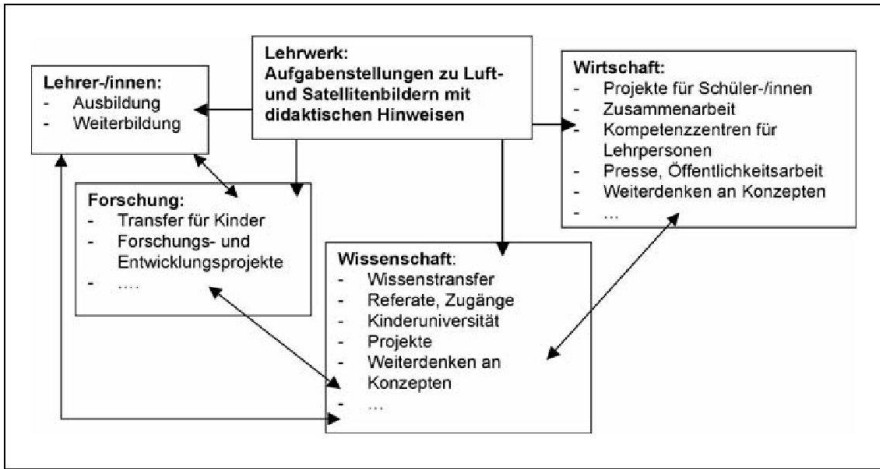 Lehrwerk:
Aufgabenstellungen zu Luft-
und Satellitenbildern mit
didaktischen Hinweisen
Lehrer-/innen:
- Ausbildung
- Weiterbildung
Wirtschaft:
- Projekte für Schüler-/innen
- Zusammenarbeit
- Kompetenzzentren für
Lehrpersonen
- Presse, Öffentlichkeitsarbeit
- Weiterdenken an Konzepten
- ...
Forschung:
- Transfer für Kinder
- Forschungs- und
Entwicklungsprojekte
- ....
Wissenschaft:
- Wissenstransfer
- Referate, Zugänge
- Kinderuniversität
- Projekte
- Weiterdenken an
Konzepten
- ...